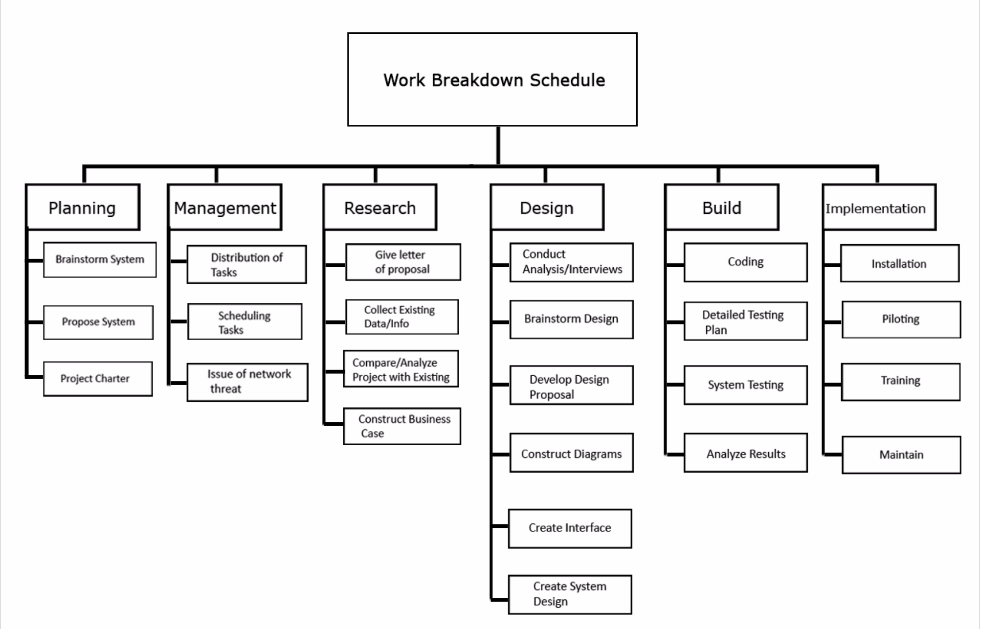 Work Breakdown Schedule
Planning
Brainstorm System
Propose System
Project Charter
Management
Distribution of
Tasks
Scheduling
Tasks
Issue of network
threat
Research
Give letter
of proposal
Collect Existing
Data/Info
Compare/Analyze
Project with Existing
Construct Business
Case
Design
Conduct
Analysis/Interviews
Brainstorm Design
Develop Design
Proposal
Construct Diagrams
Create Interface
Create System
Design
Build
Coding
Detailed Testing
Plan
System Testing
Analyze Results
Implementation
Installation
Piloting
Training
Maintain